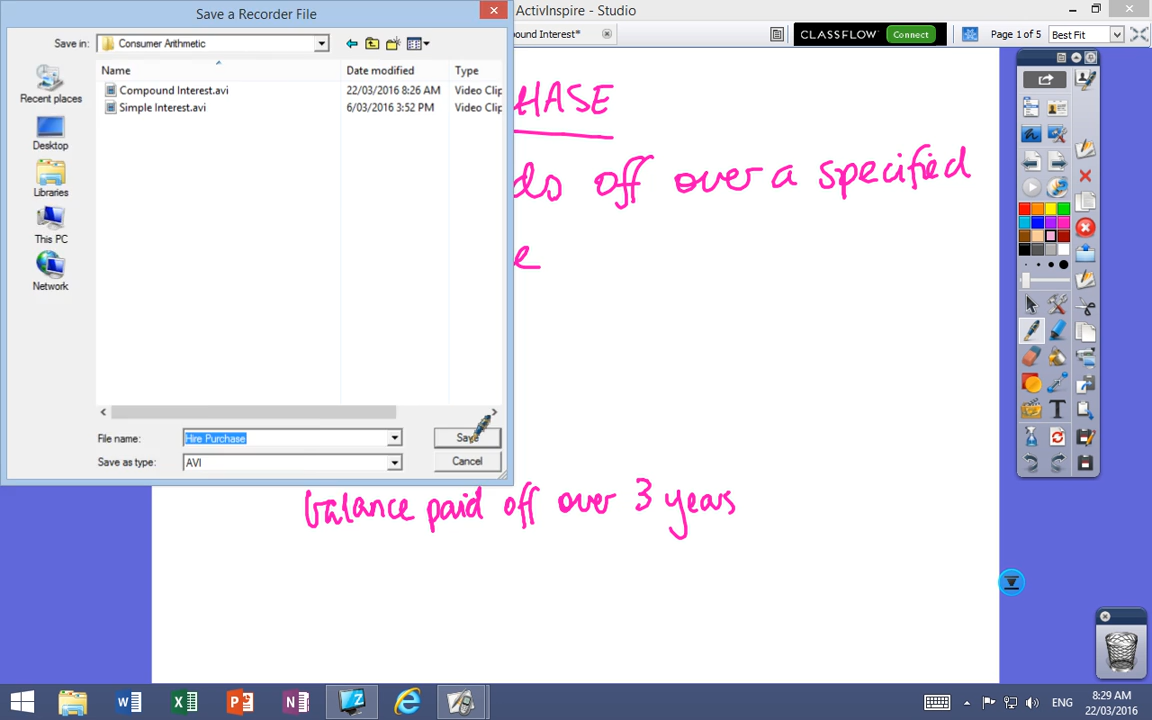 Save a Recorder File
ActivInspire - Studio
Save in:
Consumer Arithmetic
ound Interest*
CLASSFLOW
Connect
Page 1 of 5
Best Fit
Name
Date modified
Type
Compound Interest.avi
22/03/2016 8:26 AM
Video Clip
Simple Interest.avi
6/03/2016 3:52 PM
Video Clip
Recent places
Desktop
Libraries
This PC
Network
HASE
ds off over a specified
e
File name:
Hire Purchase
Save
Save as type:
AVI
Cancel
balance paid off over 3 years
8:29 AM
ENG
22/03/2016